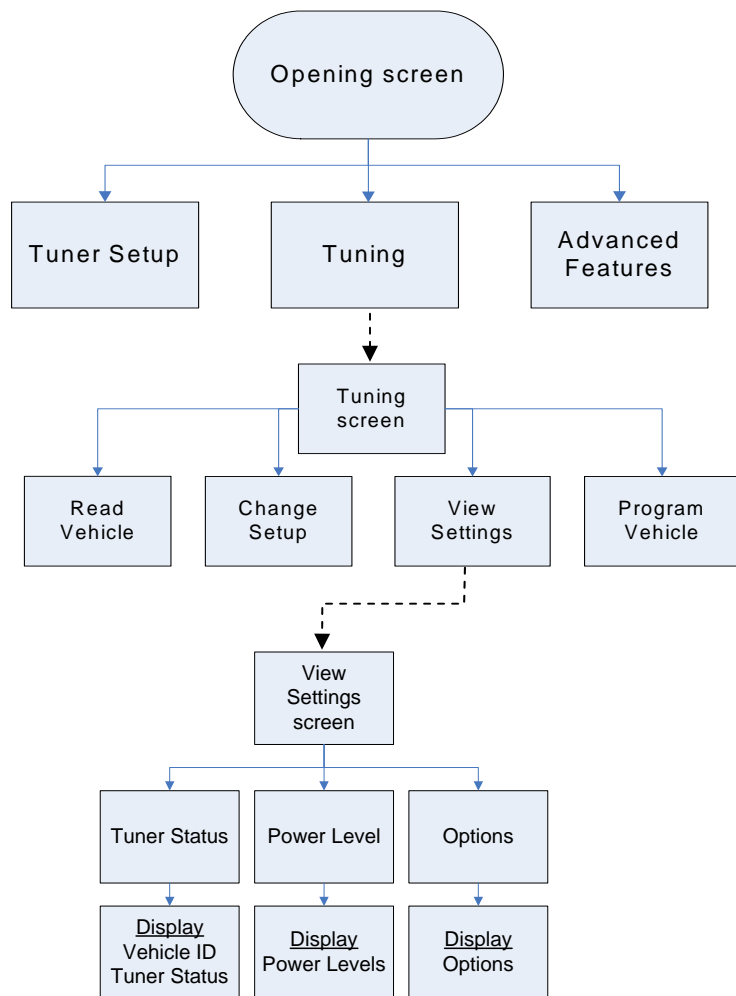 Opening screen
Tuner Setup
Tuning
Advanced
Features
Tuning
screen
Read
Vehicle
Change
Setup
View
Settings
Program
Vehicle
View
Settings
screen
Tuner Status
Power Level
Options
Display
Vehicle ID
Tuner Status
Display
Power Levels
Display
Options